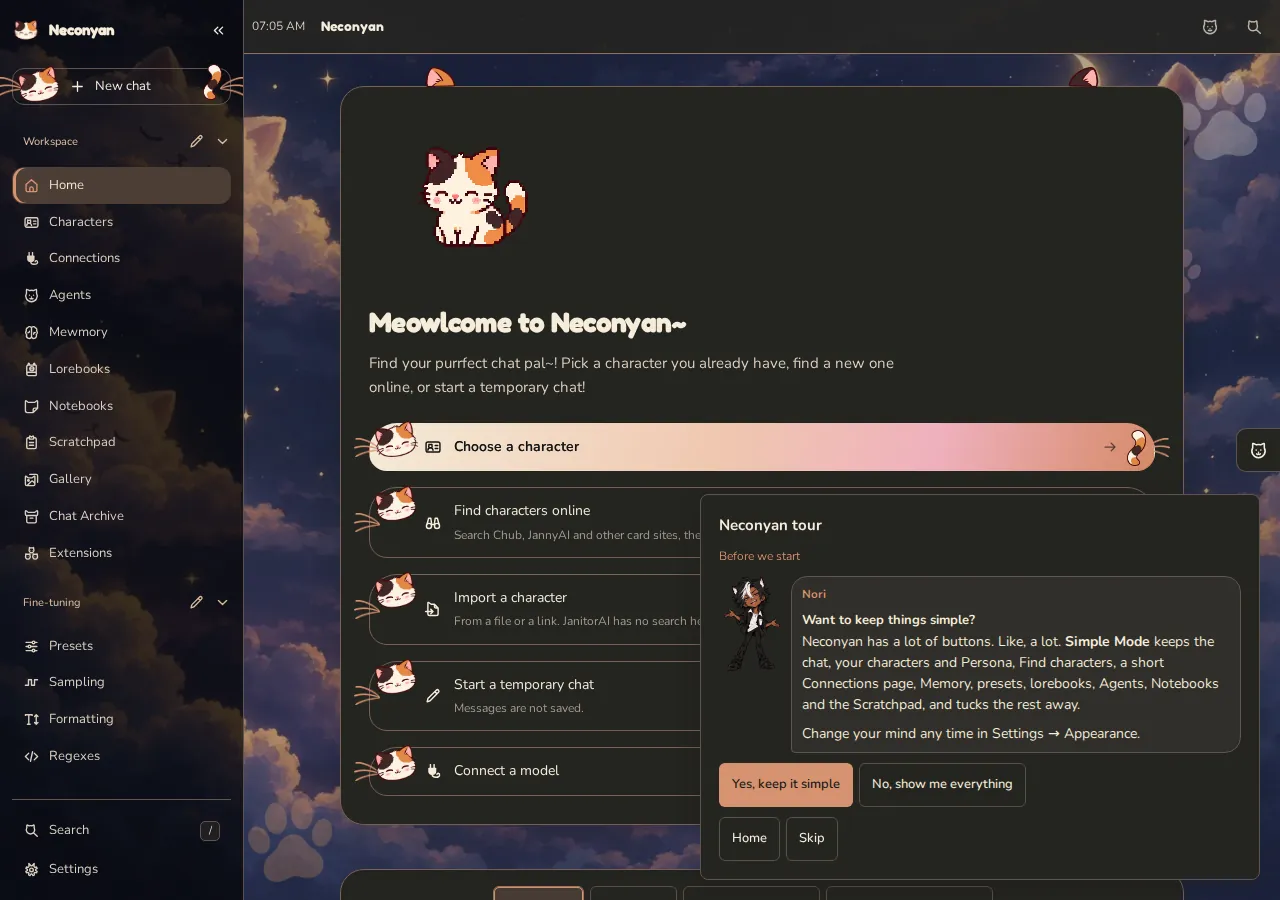 Neconyan
New chat
Workspace
Home
Characters
Connections
Agents
Mewmory
Lorebooks
Notebooks
Scratchpad
Gallery
Chat Archive
Extensions
Fine-tuning
Presets
Sampling
Formatting
Regexes
Search /
Settings
07:05 AM Neconyan
Meowlcome to Neconyan~
Find your purrfect chat pal~! Pick a character you already have, find a new one
online, or start a temporary chat!
Choose a character
Find characters online
Search Chub, JannyAI and other card sites,
Import a character
From a file or a link. JanitorAI has no search
Start a temporary chat
Messages are not saved.
Connect a model
Neconyan tour
Before we start
Nori
Want to keep things simple?
Neconyan has a lot of buttons. Like, a lot. Simple Mode keeps the
chat, your characters and Persona, Find characters, a short
Connections page, Memory, presets, lorebooks, Agents, Notebooks
and the Scratchpad, and tucks the rest away.
Change your mind any time in Settings → Appearance.
Yes, keep it simple
No, show me everything
Home
Skip